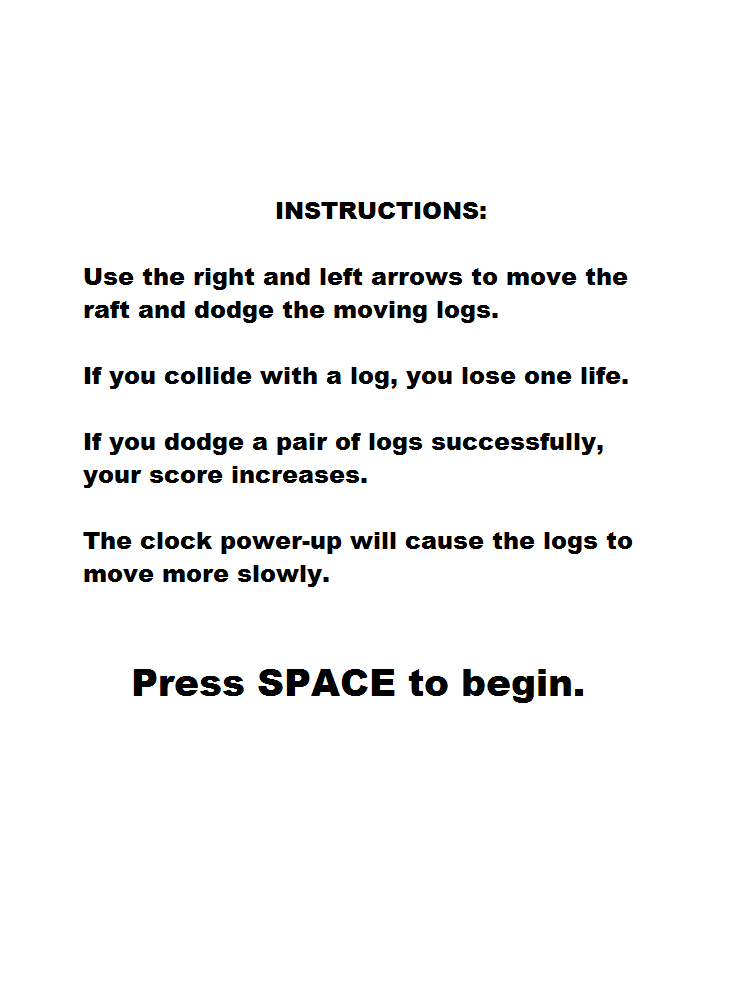 INSTRUCTIONS:
Use the right and left arrows to move the
raft and dodge the moving logs.
If you collide with a log, you lose one life.
If you dodge a pair of logs successfully,
your score increases.
The clock power-up will cause the logs to
move more slowly.
Press SPACE to begin.